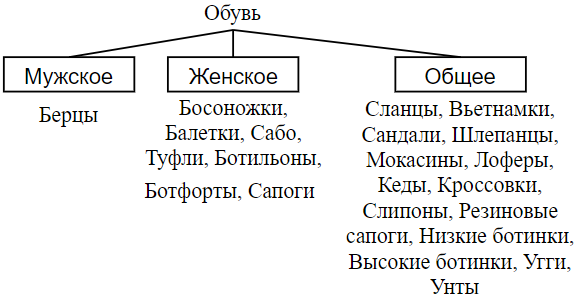 Обувь
Мужское
Женское
Общее
Берцы
Босоножки,
Балетки, Сабо,
Туфли, Ботильоны,
Ботфорты, Сапоги
Сланцы, Вьетнамки,
Сандали, Шлепанцы,
Мокасины, Лоферы,
Кеды, Кроссовки,
Слипоны, Резиновые
сапоги, Низкие ботинки,
Высокие ботинки, Угги,
Унты